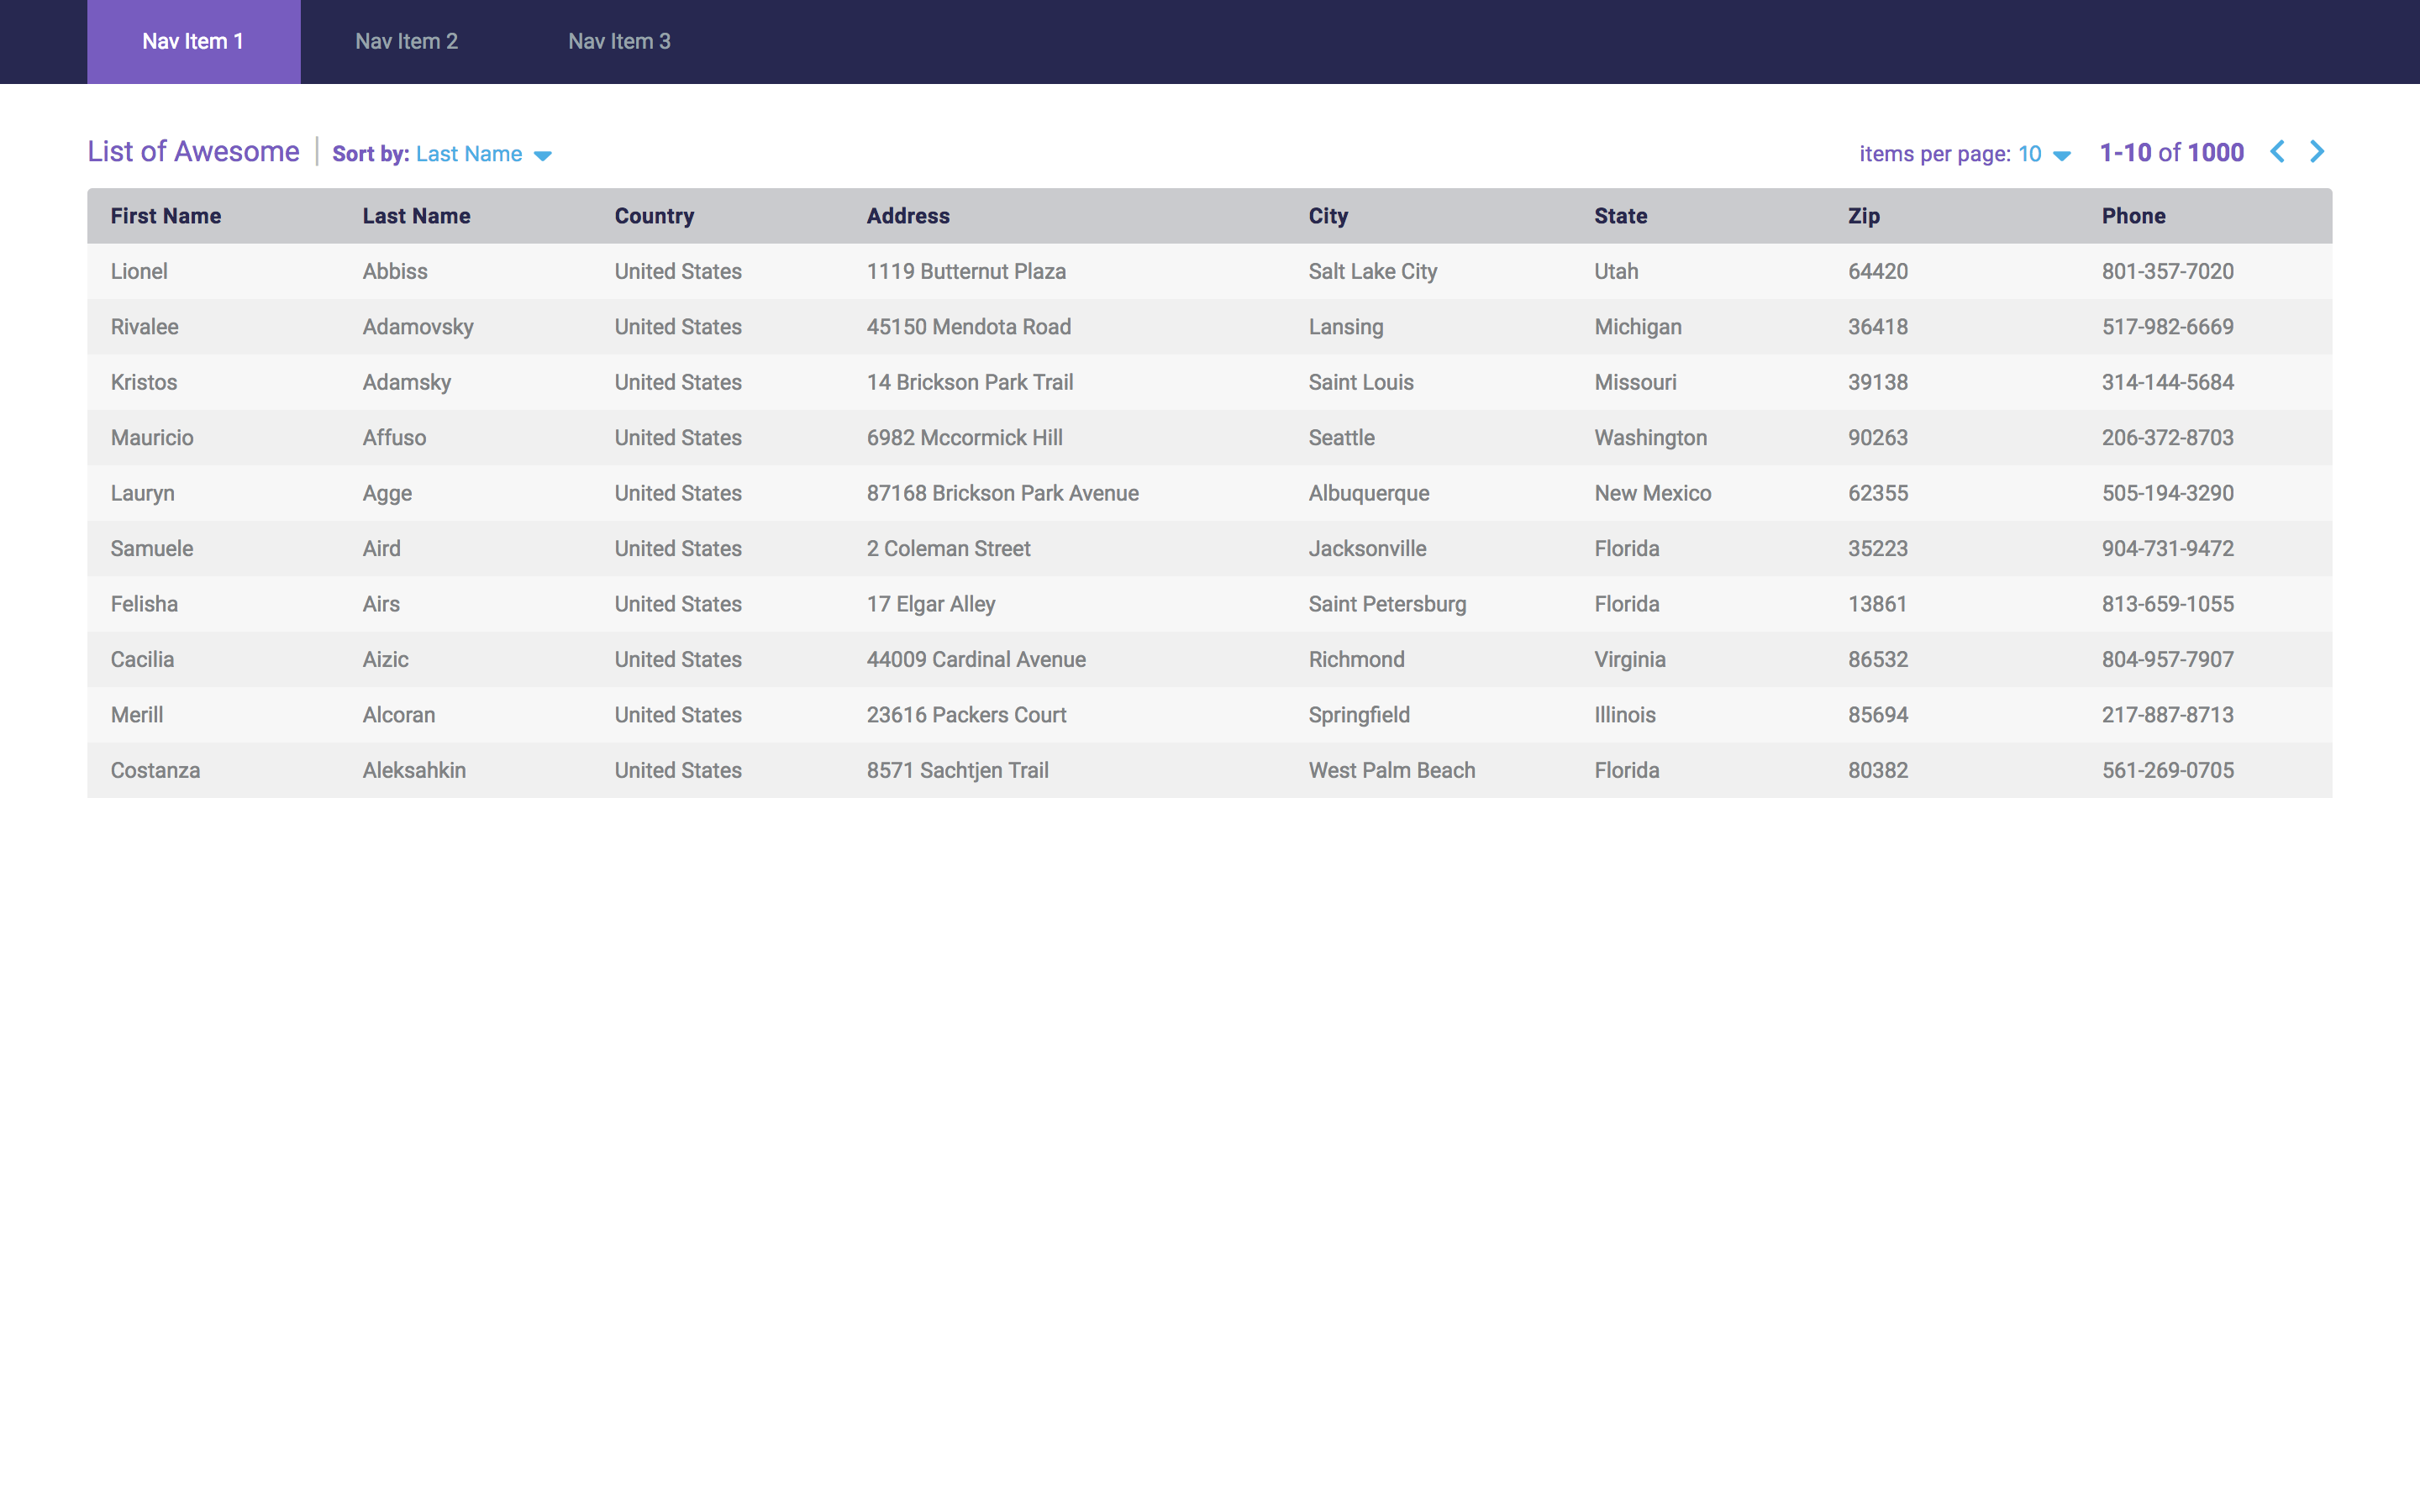 Nav Item 1 Nav Item 2 Nav Item 3
List of Awesome Sort by: Last Name items per page: 10 1-10 of 1000
First Name Last Name Country Address City State Zip Phone
Lionel Abbiss United States 1119 Butternut Plaza Salt Lake City Utah 64420 801-357-7020
Rivalee Adamovsky United States 45150 Mendota Road Lansing Michigan 36418 517-982-6669
Kristos Adamsky United States 14 Brickson Park Trail Saint Louis Missouri 39138 314-144-5684
Mauricio Affuso United States 6982 Mccormick Hill Seattle Washington 90263 206-372-8703
Lauryn Agge United States 87168 Brickson Park Avenue Albuquerque New Mexico 62355 505-194-3290
Samuele Aird United States 2 Coleman Street Jacksonville Florida 35223 904-731-9472
Felisha Airs United States 17 Elgar Alley Saint Petersburg Florida 13861 813-659-1055
Cacilia Aizic United States 44009 Cardinal Avenue Richmond Virginia 86532 804-957-7907
Merill Alcoran United States 23616 Packers Court Springfield Illinois 85694 217-887-8713
Costanza Aleksahkin United States 8571 Sachtjen Trail West Palm Beach Florida 80382 561-269-0705